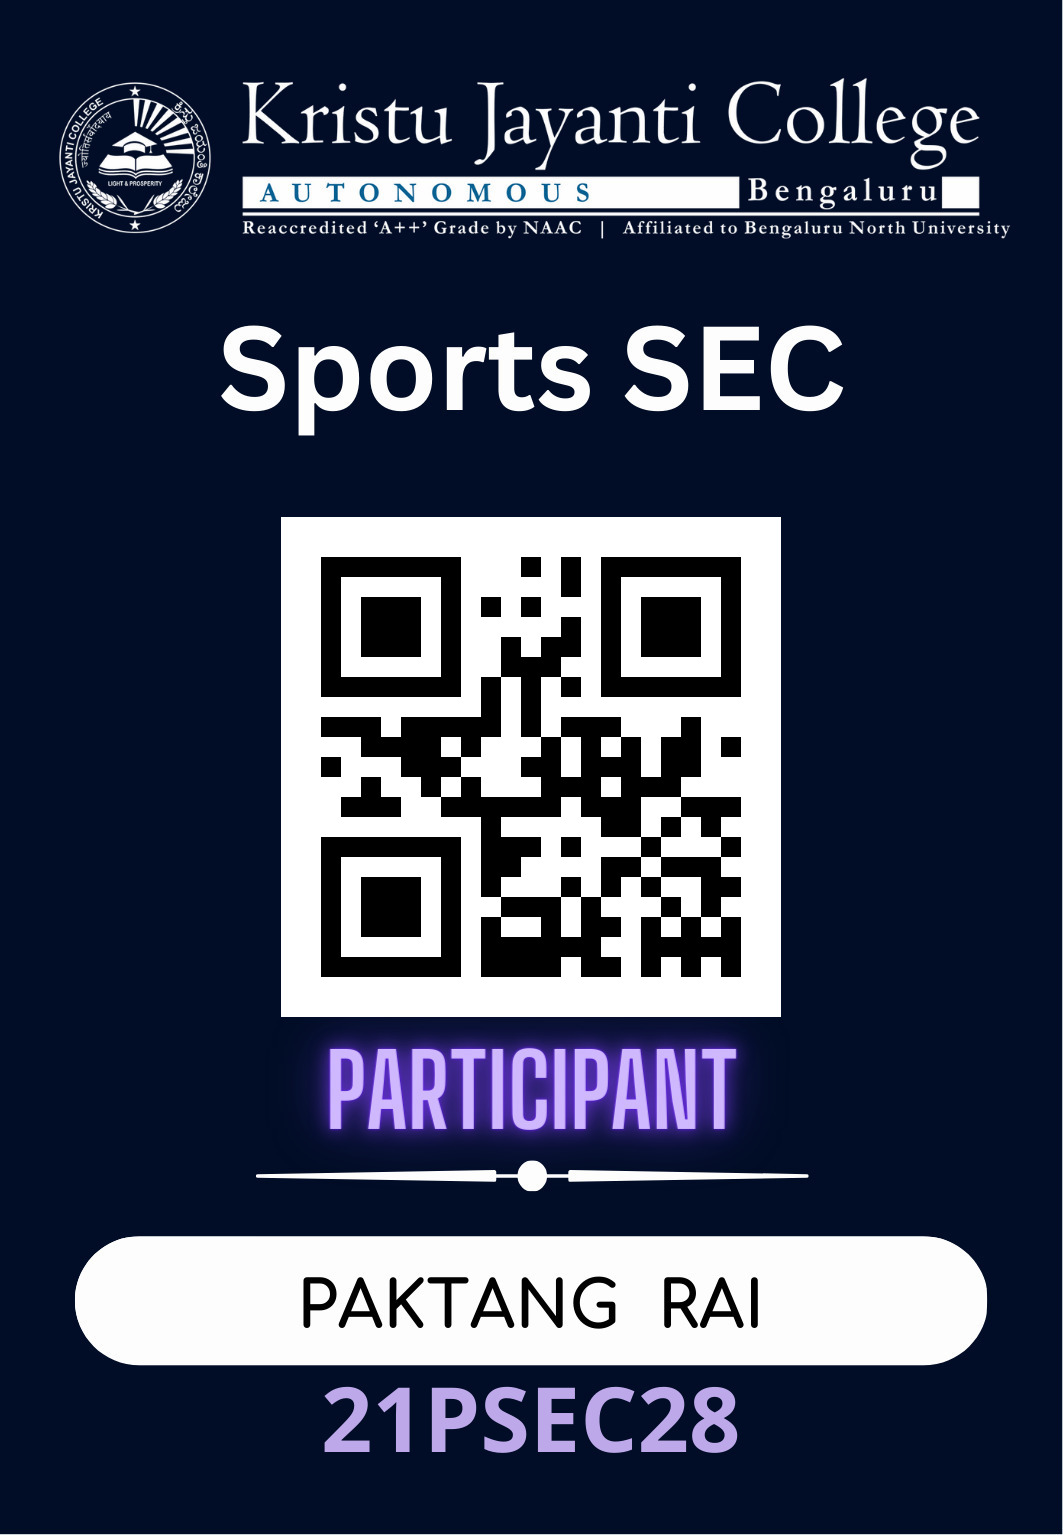 Kristu Jayanti College
AUTONOMOUS Bengaluru
Reaccredited ‘A++’ Grade by NAAC | Affiliated to Bengaluru North University
KRISTU JAYANTI COLLEGE
LIGHT & PROSPERITY
Sports SEC
PARTICIPANT
PAKTANG RAI
21PSEC28